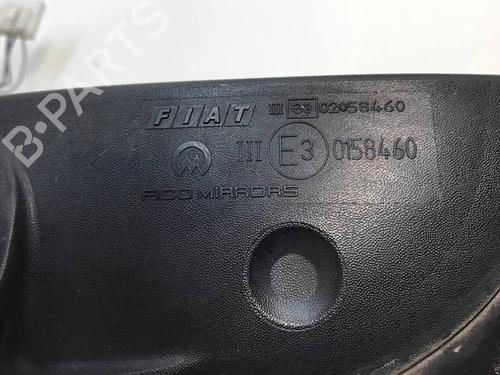 FIAT III e3 02058460
III E3 0158460
FICO MIRRORS
B-PARTS